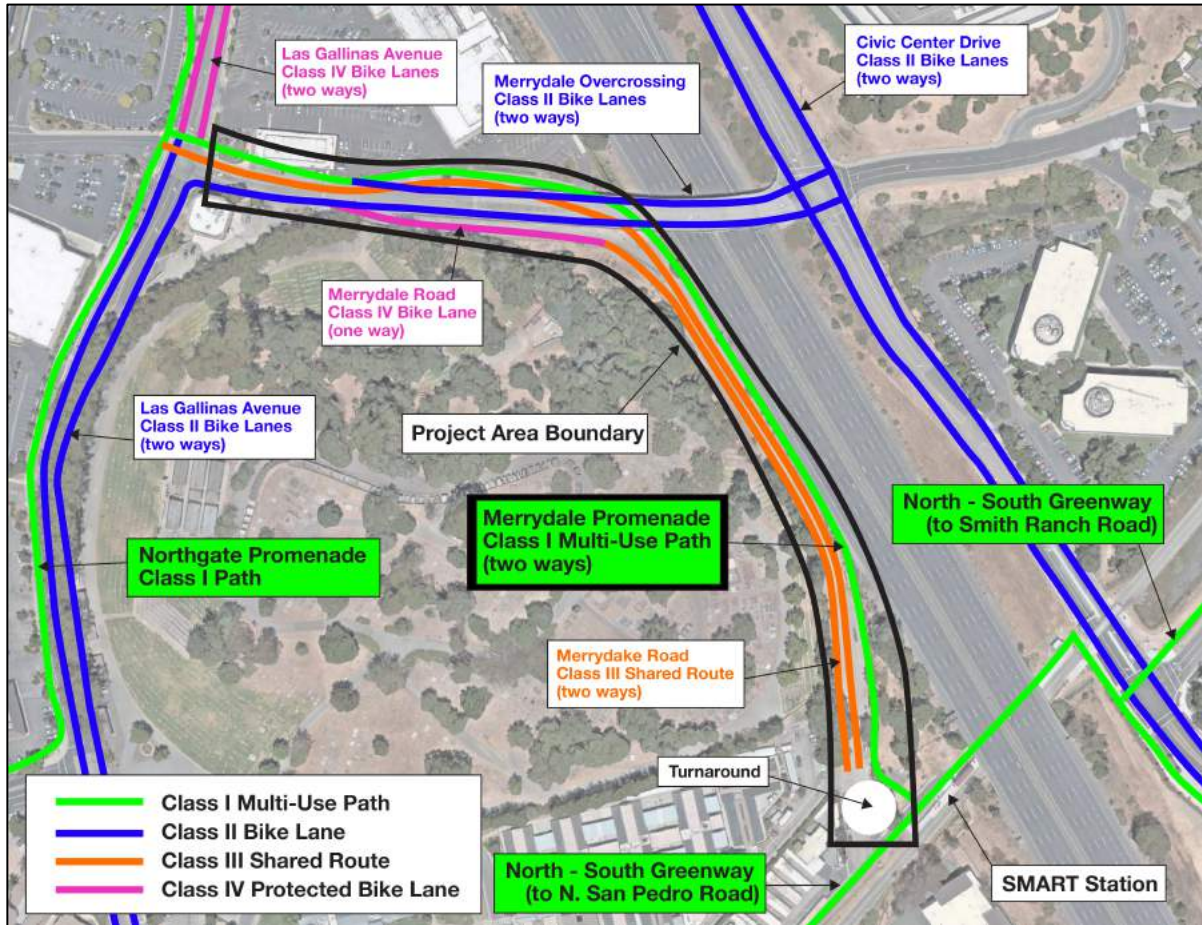 Las Gallinas Avenue
Class IV Bike Lanes
(two ways)
Merrydale Overcrossing
Class II Bike Lanes
(two ways)
Civic Center Drive
Class II Bike Lanes
(two ways)
Merrydale Road
Class IV Bike Lane
(one way)
Las Gallinas Avenue
Class II Bike Lanes
(two ways)
Project Area Boundary
North - South Greenway
(to Smith Ranch Road)
Merrydale Promenade
Class I Multi-Use Path
(two ways)
Northgate Promenade
Class I Path
Merrydake Road
Class III Shared Route
(two ways)
Turnaround
Class I Multi-Use Path
Class II Bike Lane
Class III Shared Route
Class IV Protected Bike Lane
North - South Greenway
(to N. San Pedro Road)
SMART Station